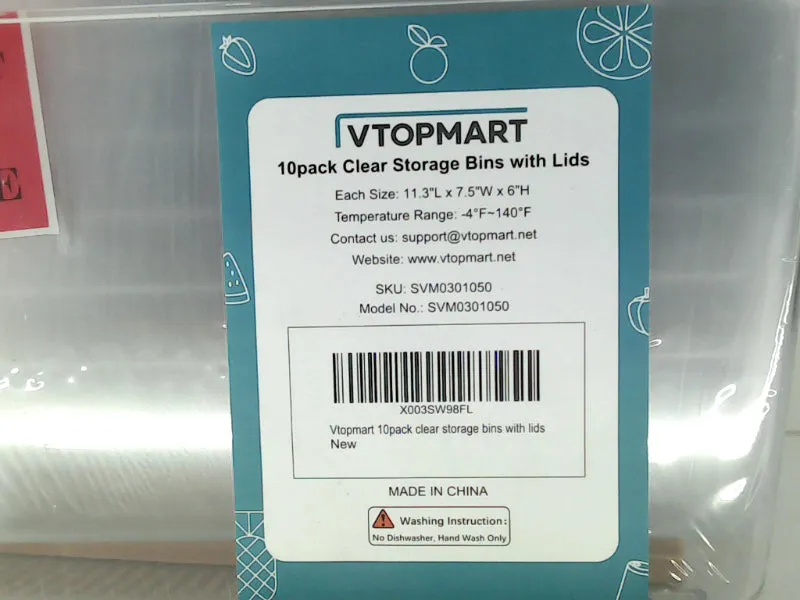 VTOPMART
10pack Clear Storage Bins with Lids
Each Size: 11.3"L x 7.5"W x 6"H
Temperature Range: -4°F~140°F
Contact us: support@vtopmart.net
Website: www.vtopmart.net
SKU: SVM0301050
Model No.: SVM0301050
X003SW98FL
Vtopmart 10pack clear storage bins with lids
New
MADE IN CHINA
Washing Instruction:
No Dishwasher, Hand Wash Only